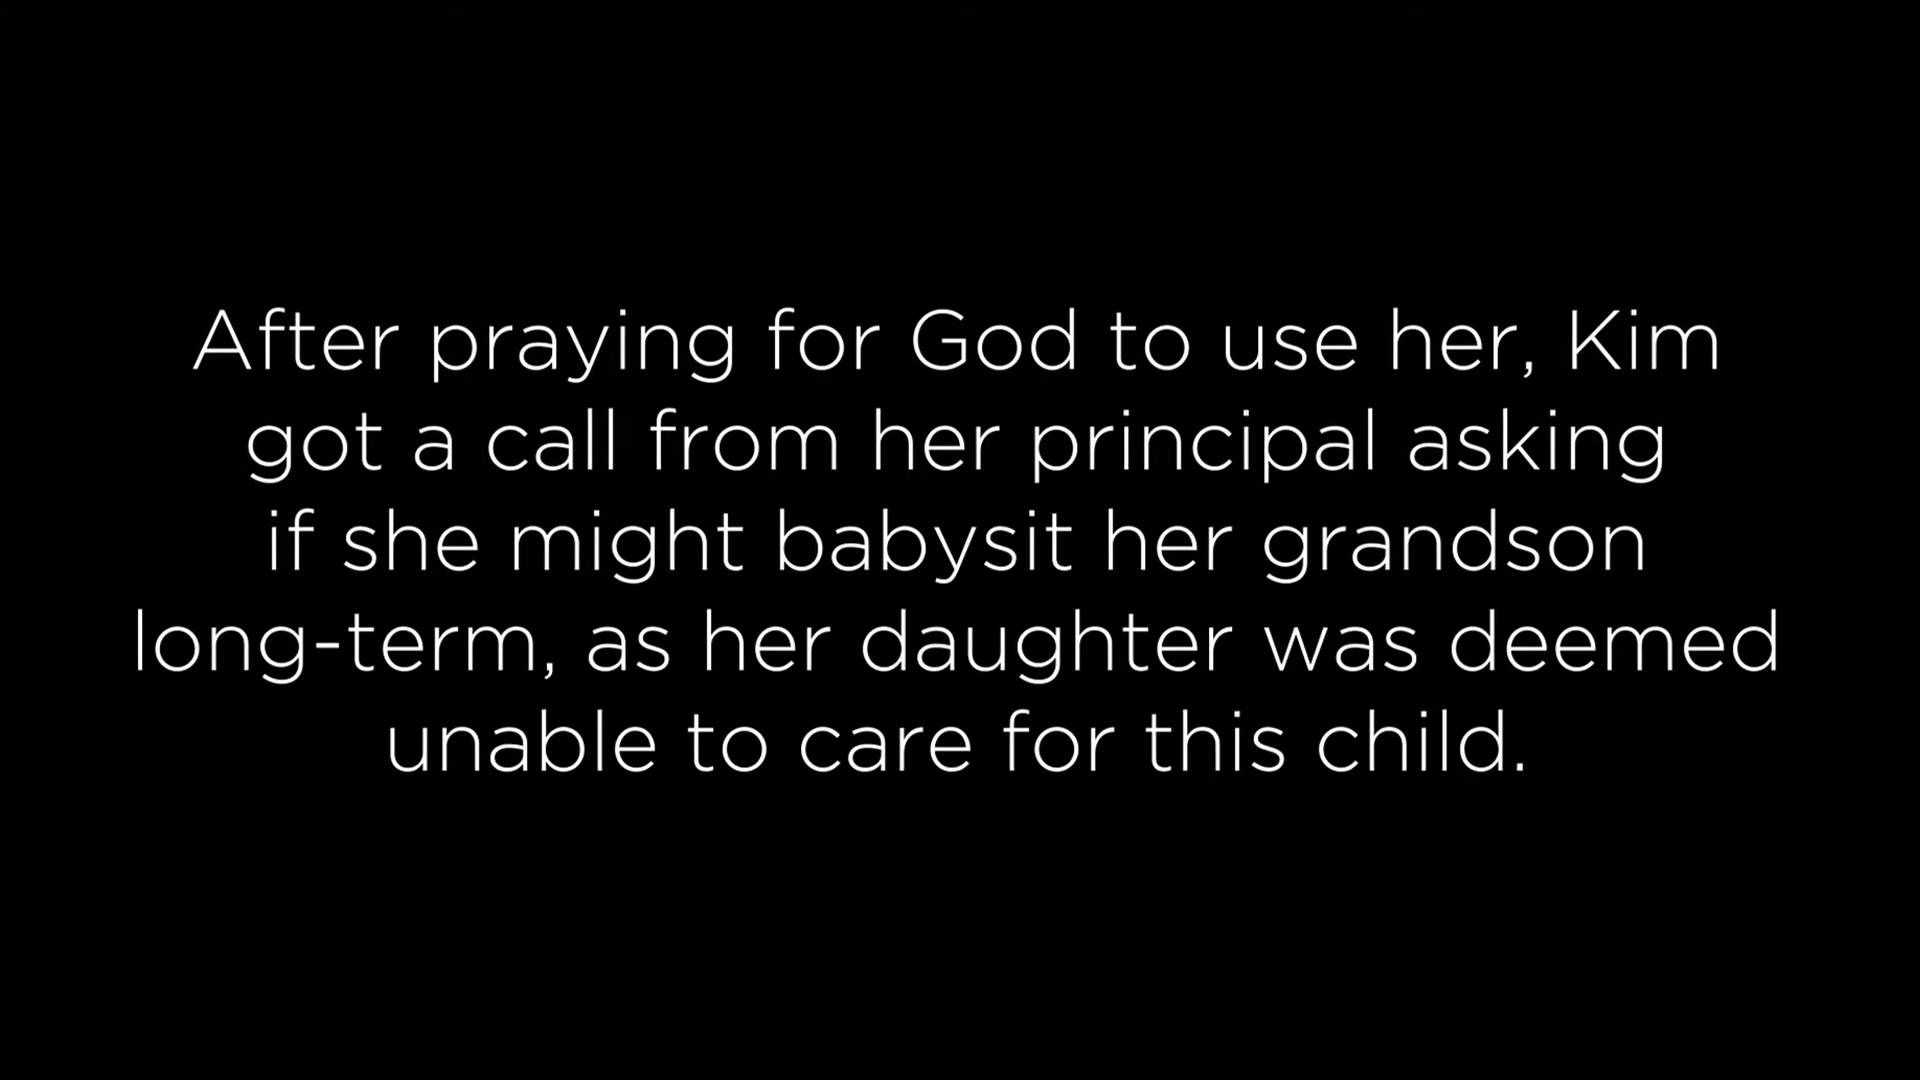 After praying for God to use her, Kim
got a call from her principal asking
if she might babysit her grandson
long-term, as her daughter was deemed
unable to care for this child.